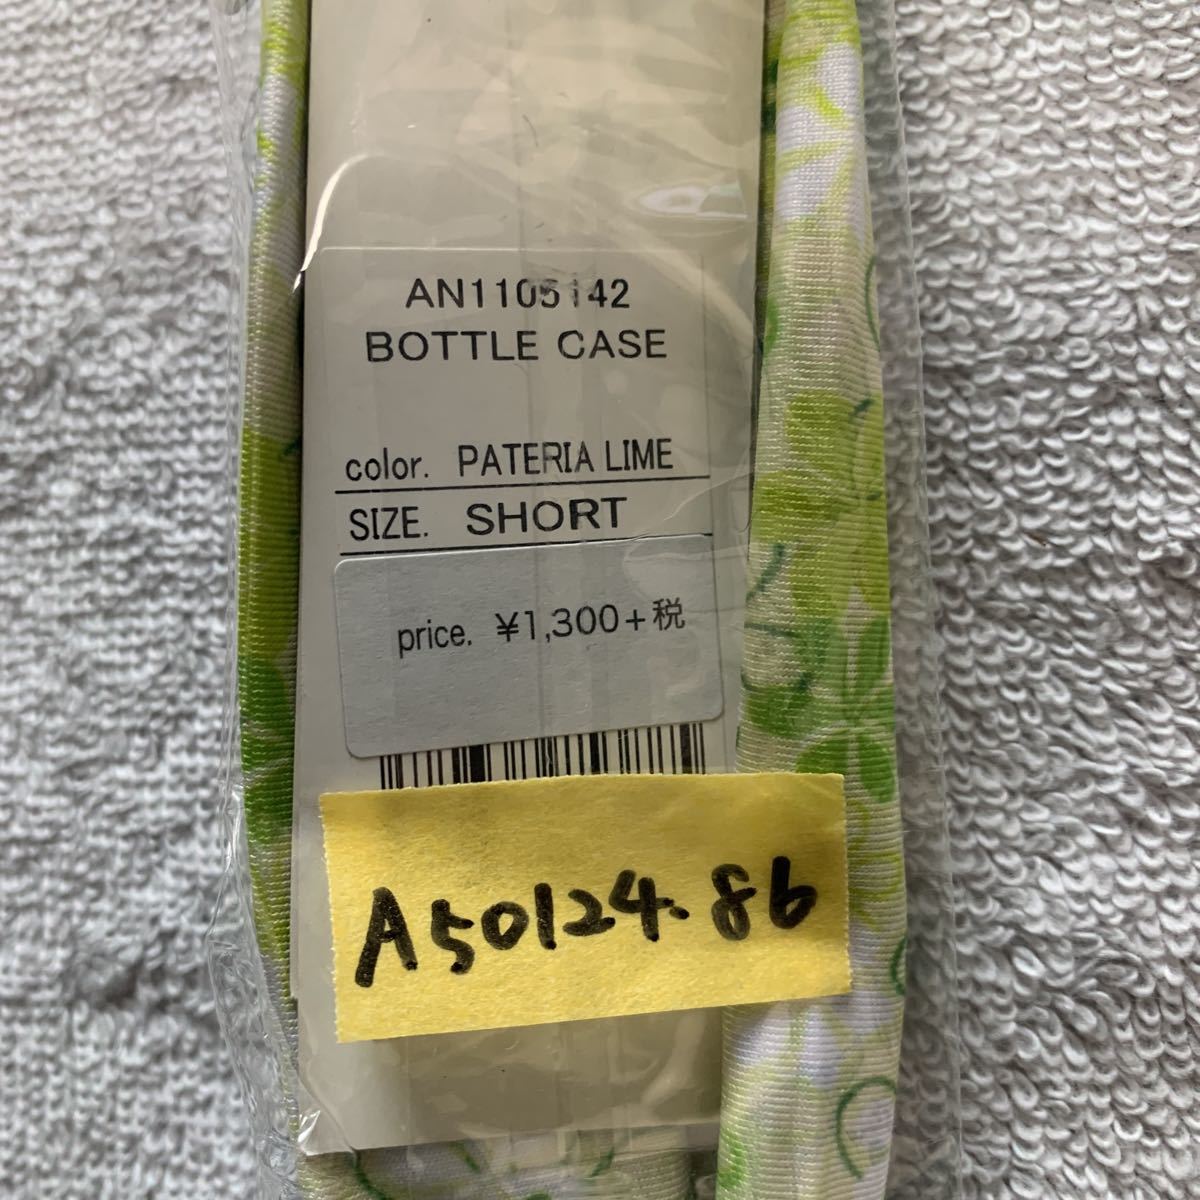 AN1105142
BOTTLE CASE
color. PATERIA LIME
SIZE. SHORT
price. ¥1,300+税
A50124.86